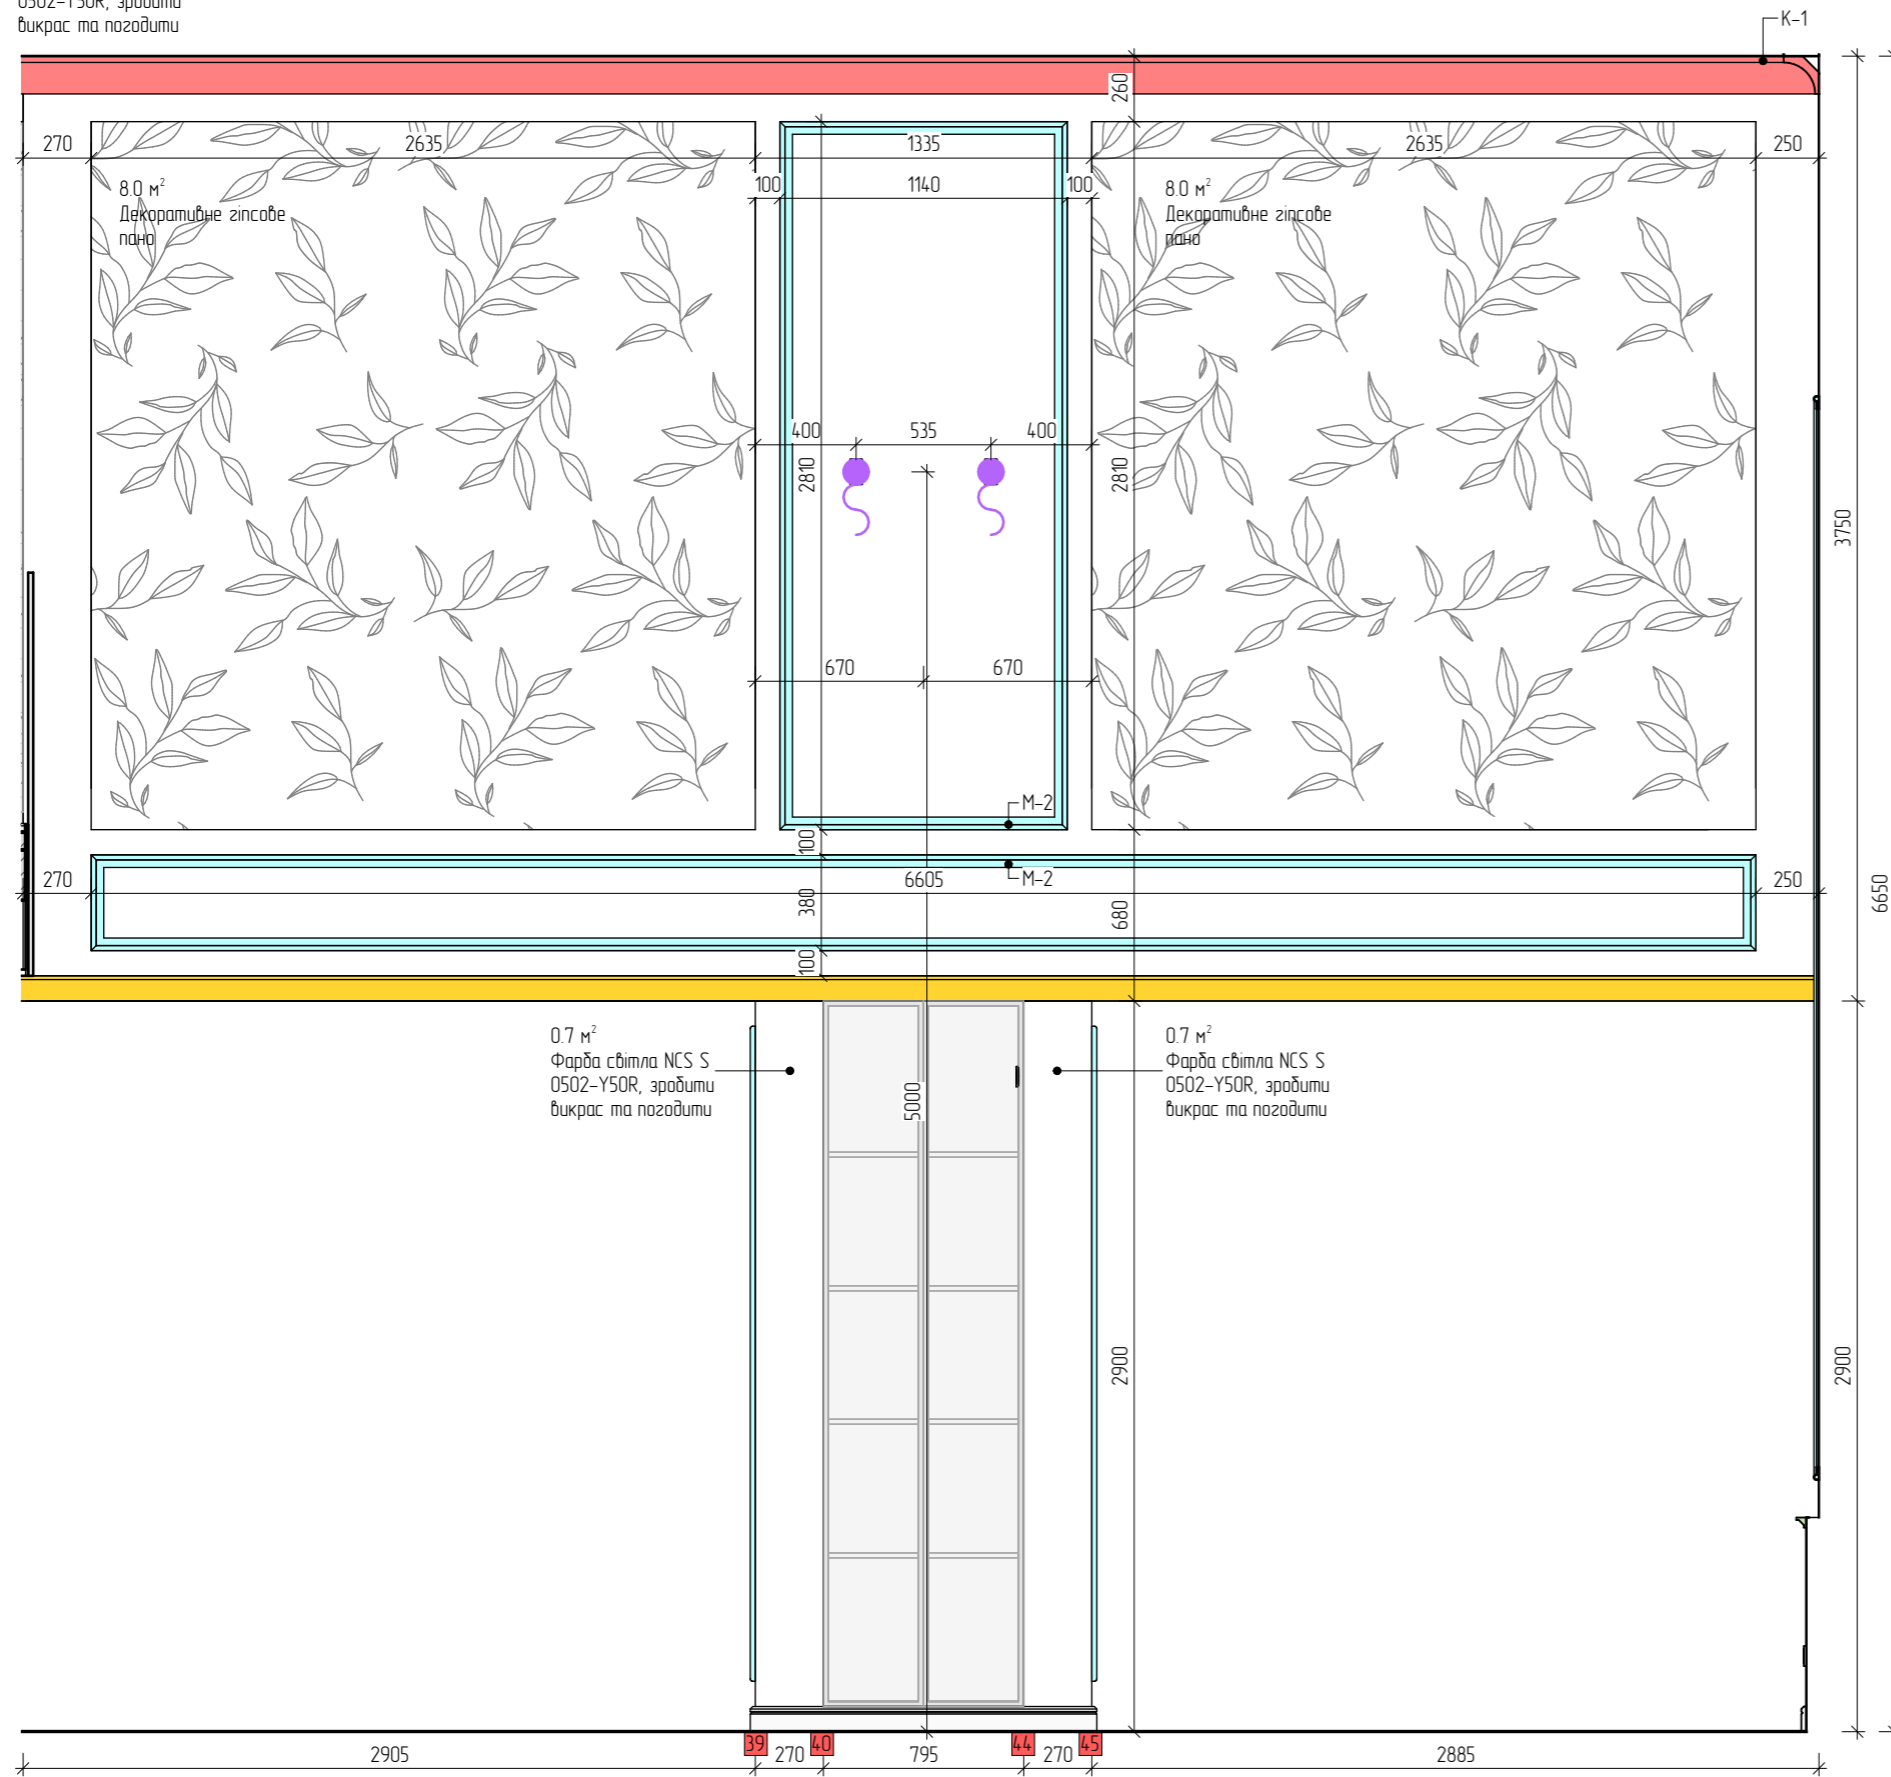 0502-Y50R, зробити
викрас та погодити
К-1
260
270
2635
1335
2635
250
100
1140
100
8.0 м²
Декоративне гіпсове
пано
8.0 м²
Декоративне гіпсове
пано
400
535
400
2810
2810
3750
670
670
М-2
100
М-2
270
6605
250
380
680
6650
100
0.7 м²
Фарба світла NCS S
0502-Y50R, зробити
викрас та погодити
0.7 м²
Фарба світла NCS S
0502-Y50R, зробити
викрас та погодити
5000
2900
2900
39
40
44
45
2905
270
795
270
2885